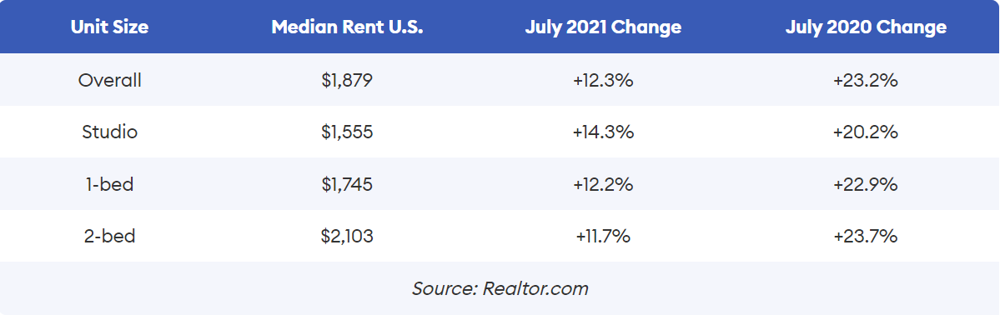 Unit Size Median Rent U.S. July 2021 Change July 2020 Change
Overall $1,879 +12.3% +23.2%
Studio $1,555 +14.3% +20.2%
1-bed $1,745 +12.2% +22.9%
2-bed $2,103 +11.7% +23.7%
Source: Realtor.com